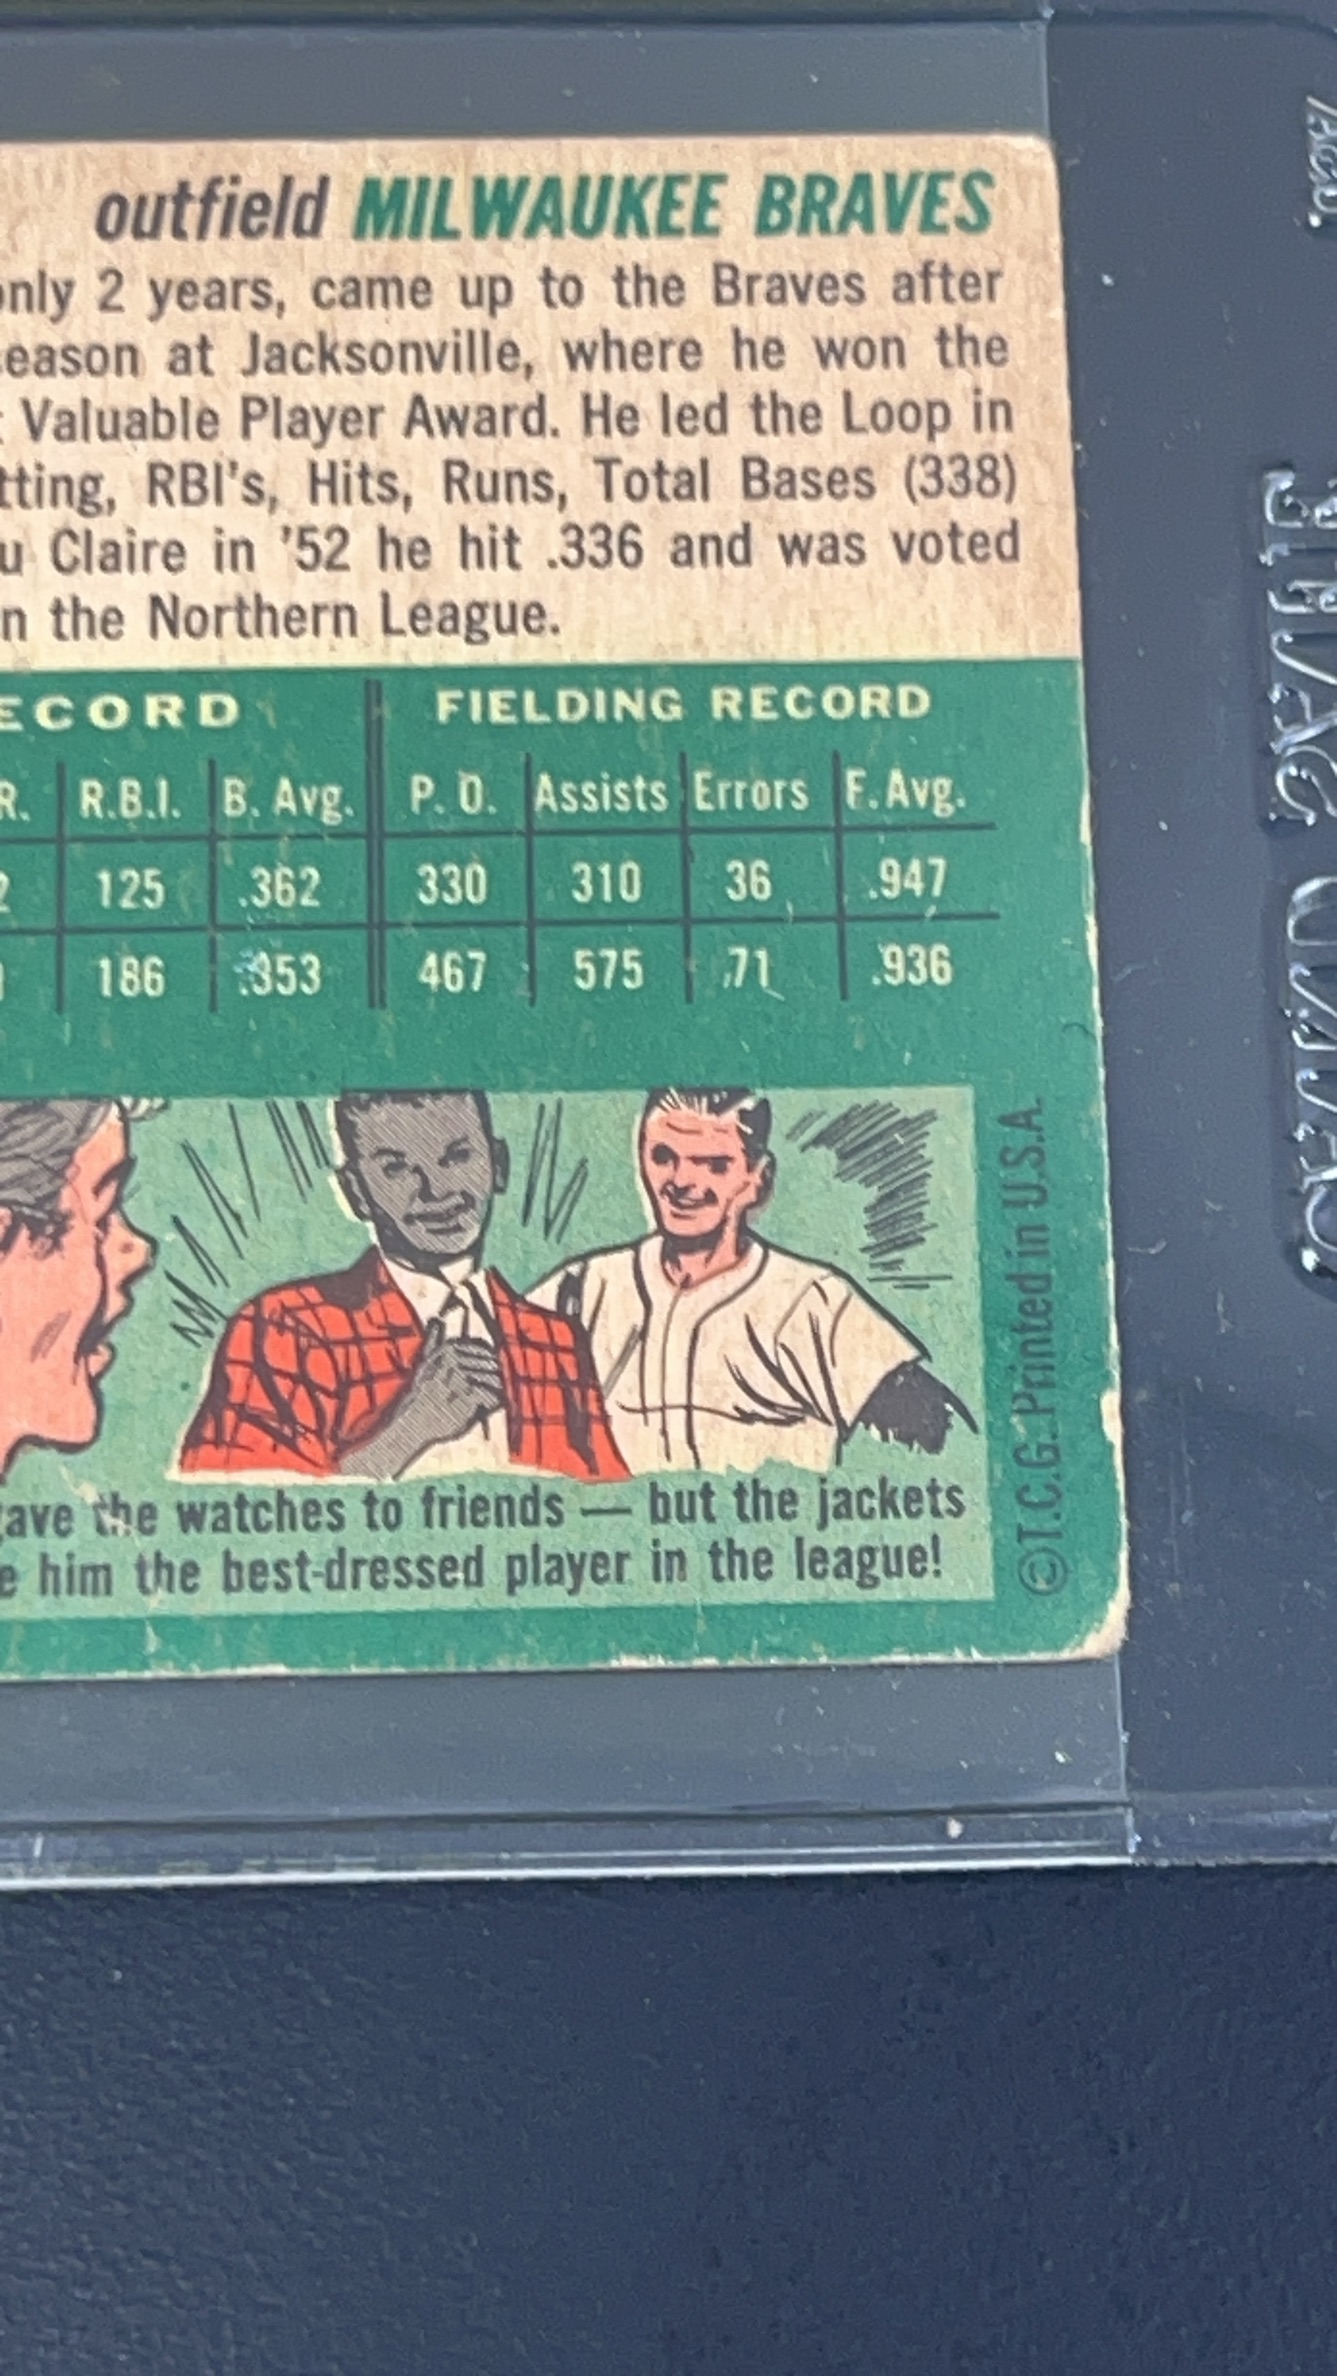 outfield MILWAUKEE BRAVES
only 2 years, came up to the Braves after
eason at Jacksonville, where he won the
Valuable Player Award. He led the Loop in
tting, RBI's, Hits, Runs, Total Bases (338)
u Claire in '52 he hit .336 and was voted
n the Northern League.
ECORD FIELDING RECORD
R. R.B.I. B. Avg. P. O. Assists Errors F. Avg.
2 125 .362 330 310 36 .947
186 .353 467 575 71 .936
©T.C.G. Printed in U.S.A.
ave the watches to friends — but the jackets
e him the best-dressed player in the league!